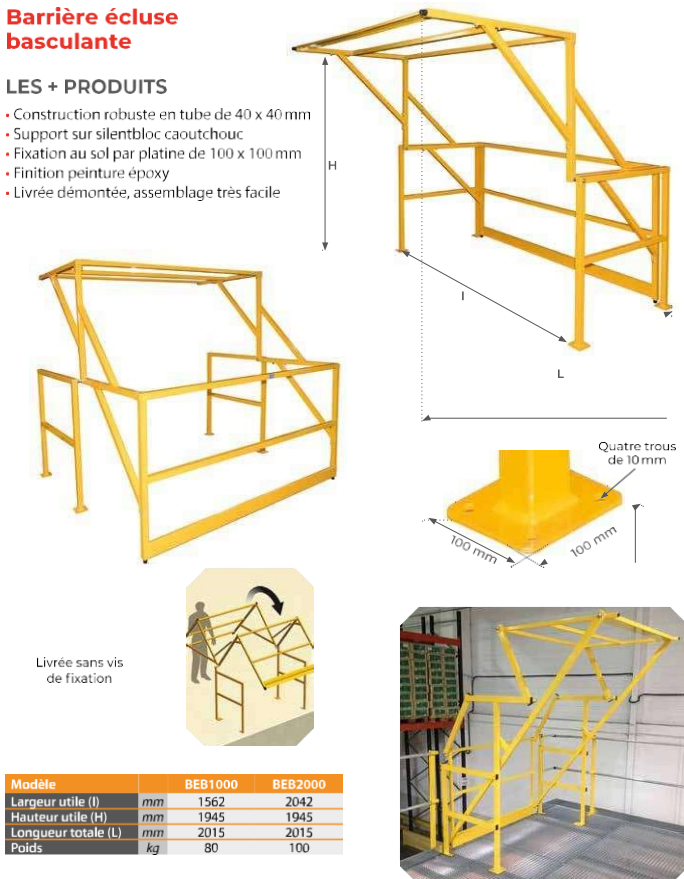 Barrière écluse
basculante
LES + PRODUITS
• Construction robuste en tube de 40 x 40 mm
• Support sur silentbloc caoutchouc
• Fixation au sol par platine de 100 x 100 mm
• Finition peinture époxy
• Livrée démontée, assemblage très facile
H
l
L
Quatre trous
de 10 mm
100 mm
100 mm
Livrée sans vis
de fixation
Modèle BEB1000 BEB2000
Largeur utile (l) mm 1562 2042
Hauteur utile (H) mm 1945 1945
Longueur totale (L) mm 2015 2015
Poids kg 80 100